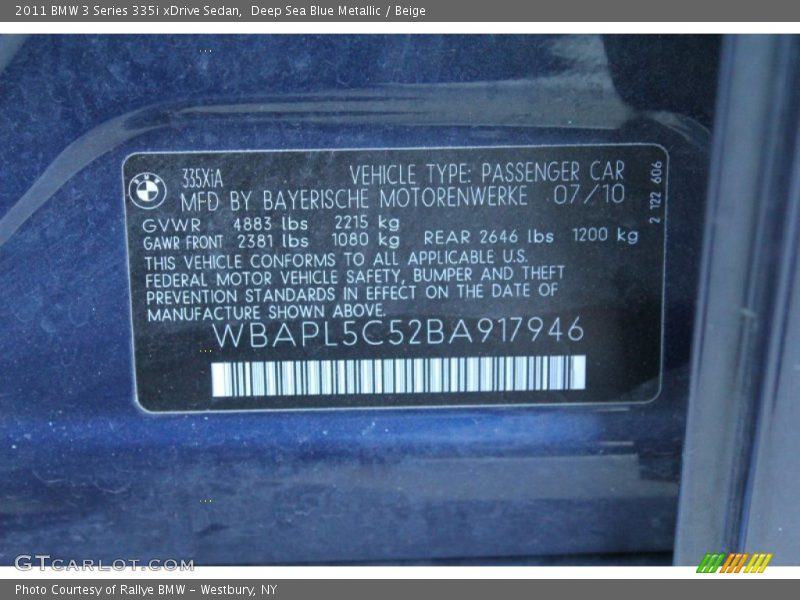 2011 BMW 3 Series 335i xDrive Sedan, Deep Sea Blue Metallic / Beige
335XiA VEHICLE TYPE: PASSENGER CAR
MFD BY BAYERISCHE MOTORENWERKE 07/10
GVWR 4883 lbs 2215 kg
GAWR FRONT 2381 lbs 1080 kg REAR 2646 lbs 1200 kg
THIS VEHICLE CONFORMS TO ALL APPLICABLE U.S.
FEDERAL MOTOR VEHICLE SAFETY, BUMPER AND THEFT
PREVENTION STANDARDS IN EFFECT ON THE DATE OF
MANUFACTURE SHOWN ABOVE.
WBAPL5C52BA917946
2 122 606
GTcarlot.com
Photo Courtesy of Rallye BMW - Westbury, NY